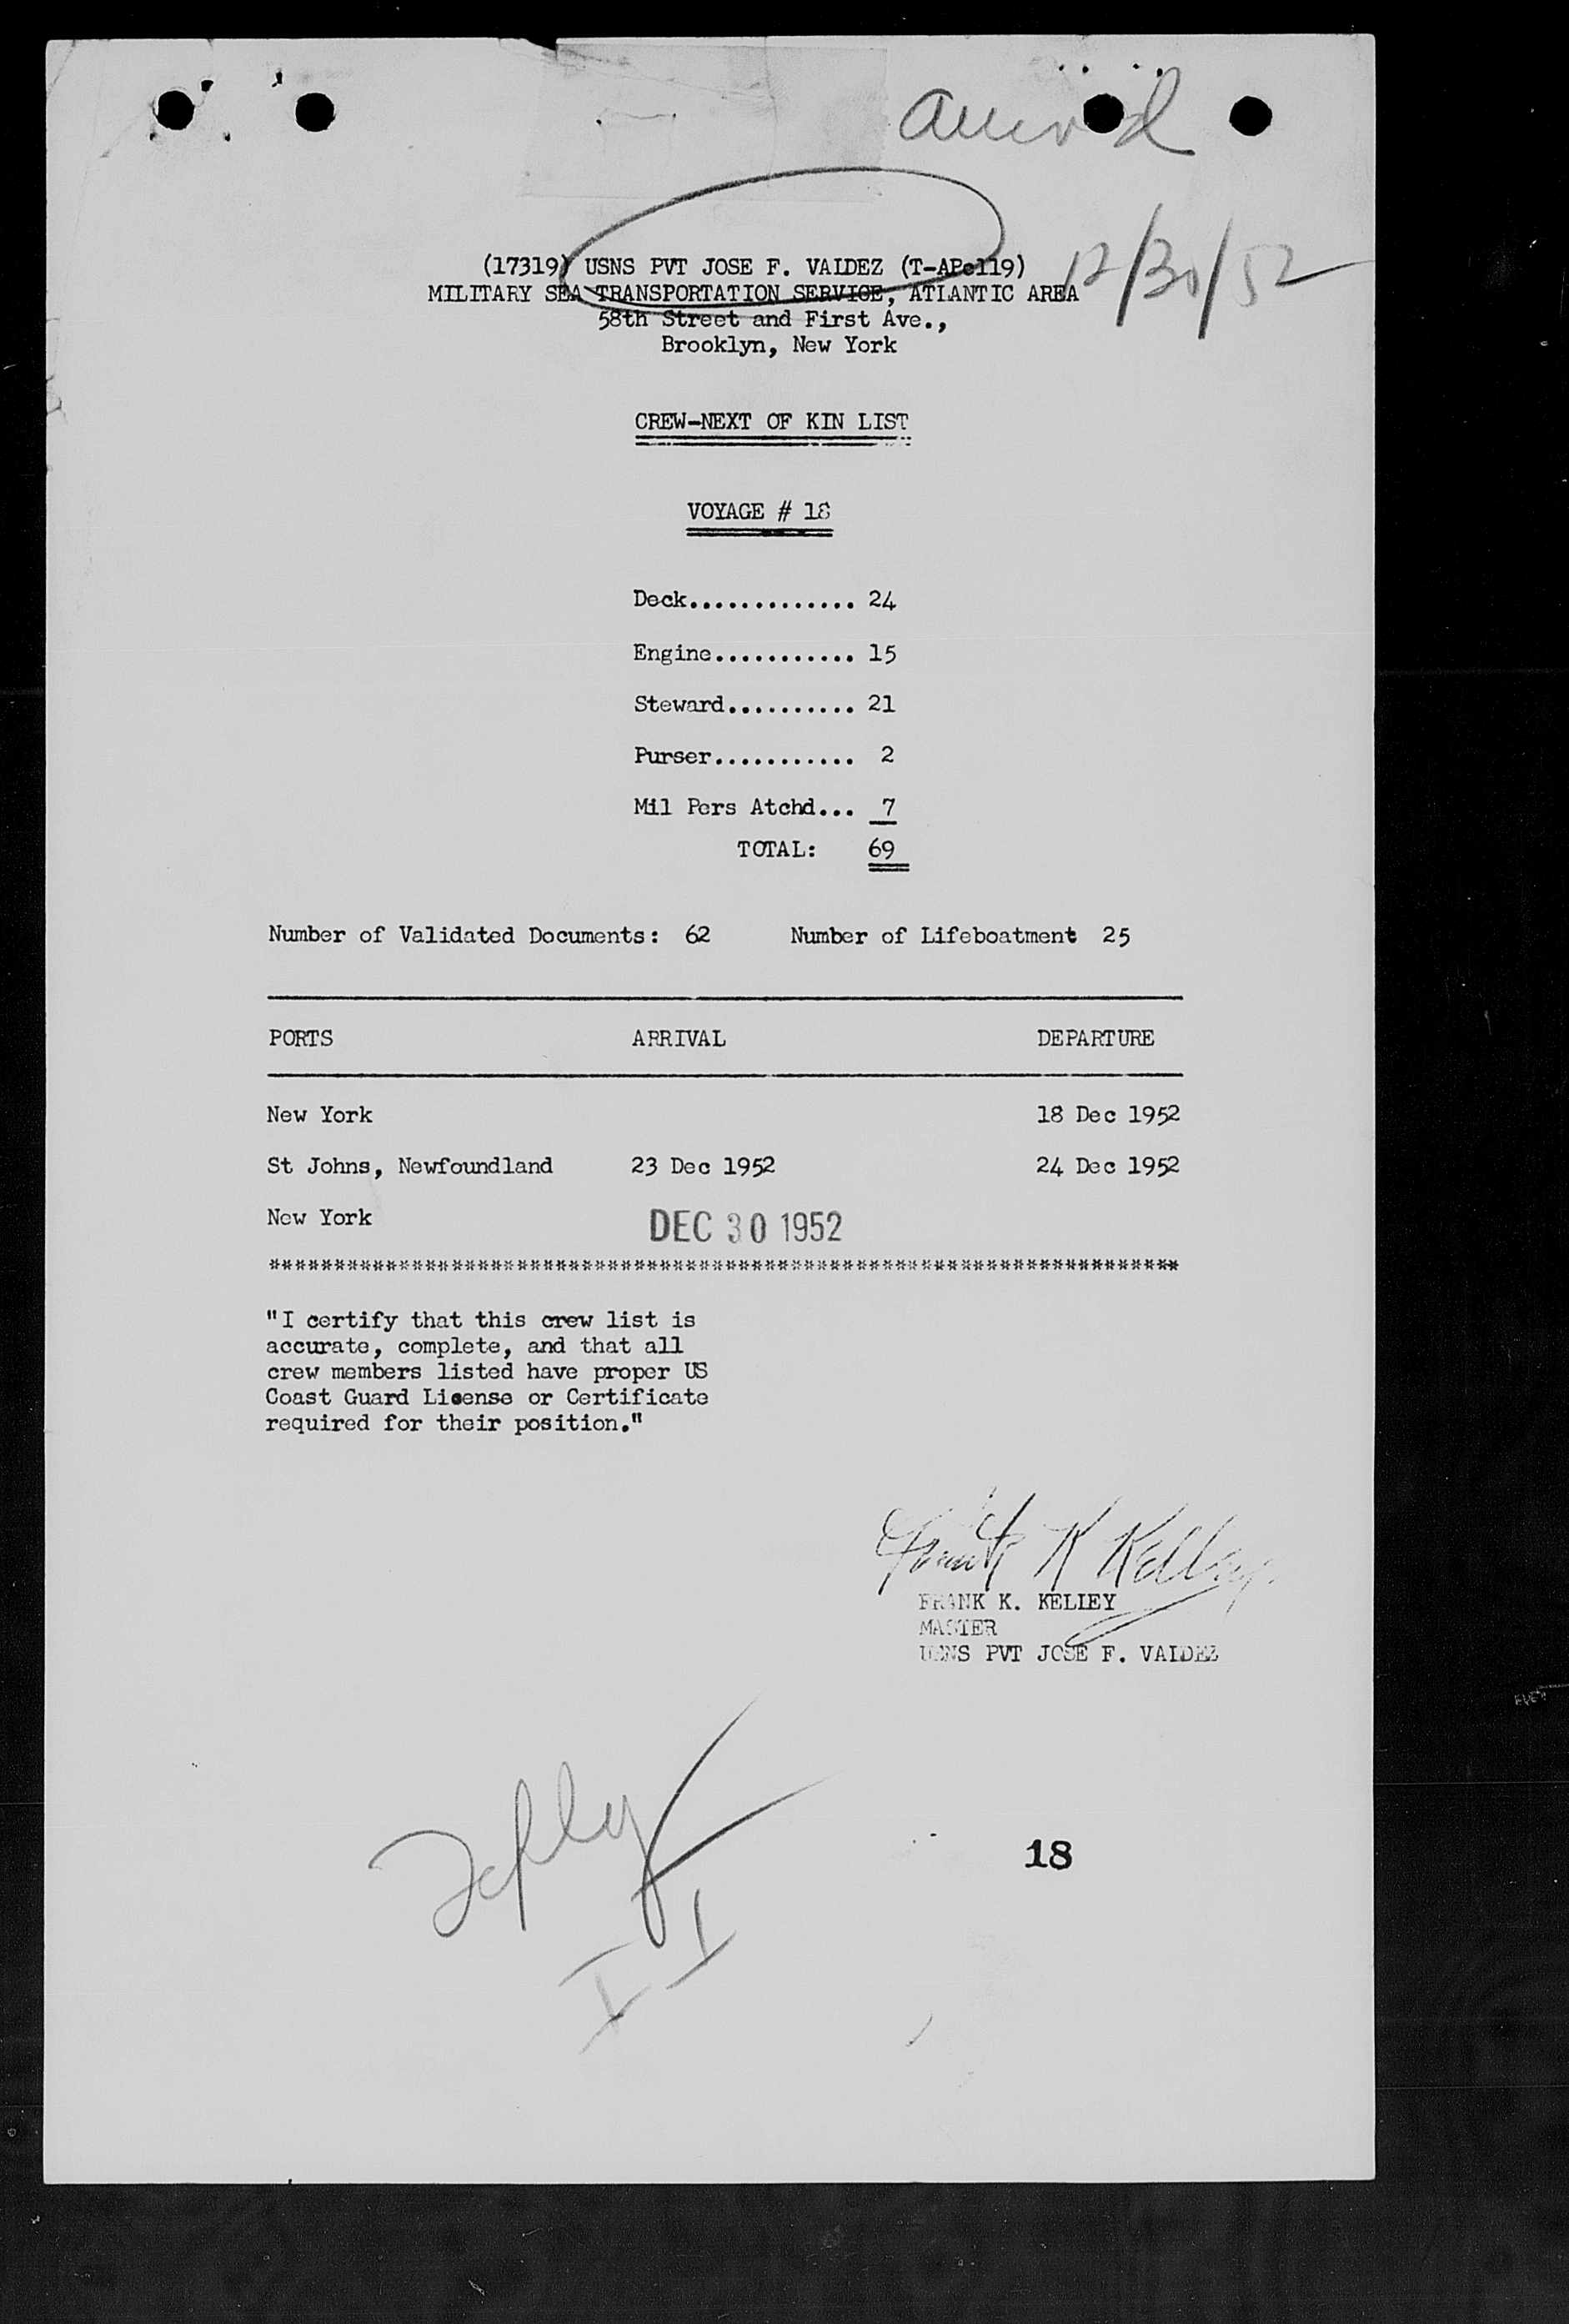 Arrived
12/30/52
(17319) USNS PVT JOSE F. VALDEZ (T-APc119)
MILITARY SEA TRANSPORTATION SERVICE, ATLANTIC AREA
58th Street and First Ave.,
Brooklyn, New York
CREW-NEXT OF KIN LIST
VOYAGE # 18
Deck............. 24
Engine........... 15
Steward.......... 21
Purser........... 2
Mil Pers Atchd... 7
TOTAL: 69
Number of Validated Documents: 62 Number of Lifeboatment 25
PORTS ARRIVAL DEPARTURE
New York 18 Dec 1952
St Johns, Newfoundland 23 Dec 1952 24 Dec 1952
New York DEC 30 1952
**********************************************************************
"I certify that this crew list is
accurate, complete, and that all
crew members listed have proper US
Coast Guard License or Certificate
required for their position."
Frank K Kelley
FRANK K. KELLEY
MASTER
USNS PVT JOSE F. VALDEZ
18
I I